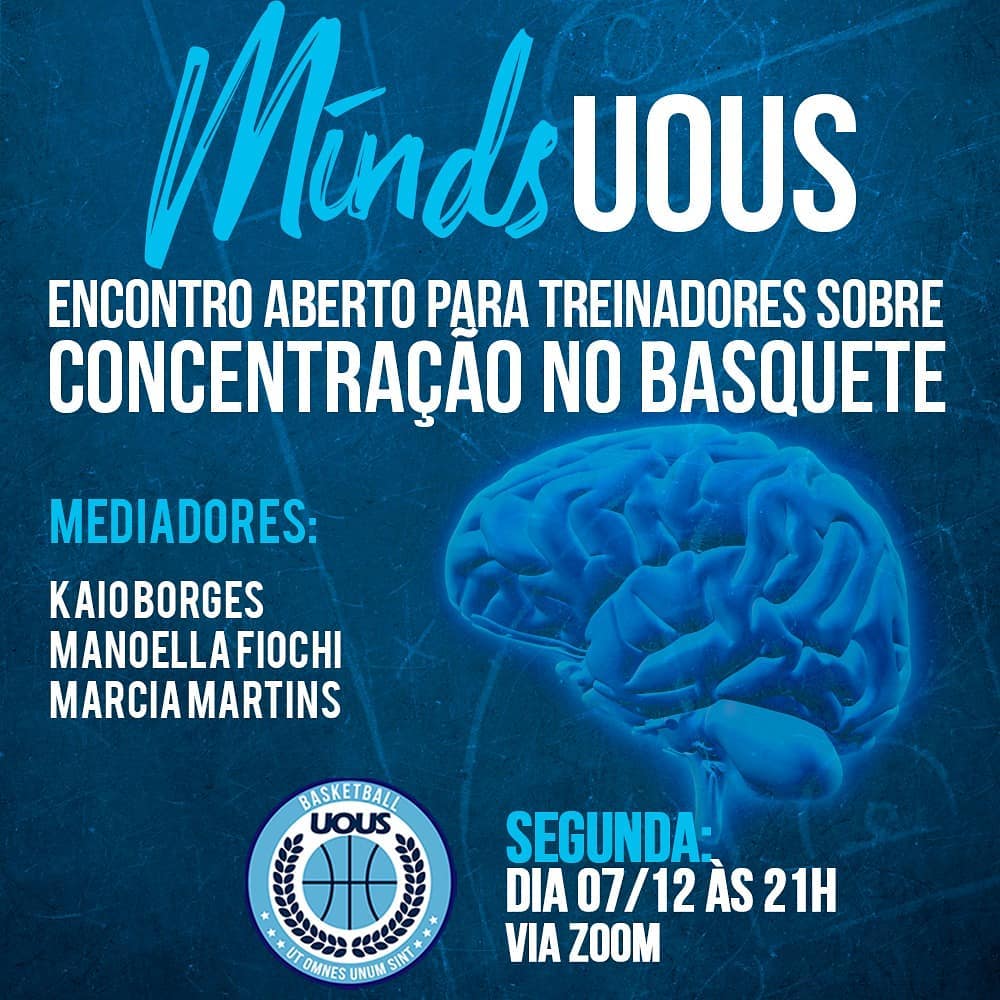 Minds UOUS
ENCONTRO ABERTO PARA TREINADORES SOBRE
CONCENTRAÇÃO NO BASQUETE
MEDIADORES:
KAIO BORGES
MANOELLA FIOCHI
MARCIA MARTINS
BASKETBALL
UOUS
UT OMNES UNUM SINT
SEGUNDA:
DIA 07/12 ÀS 21H
VIA ZOOM